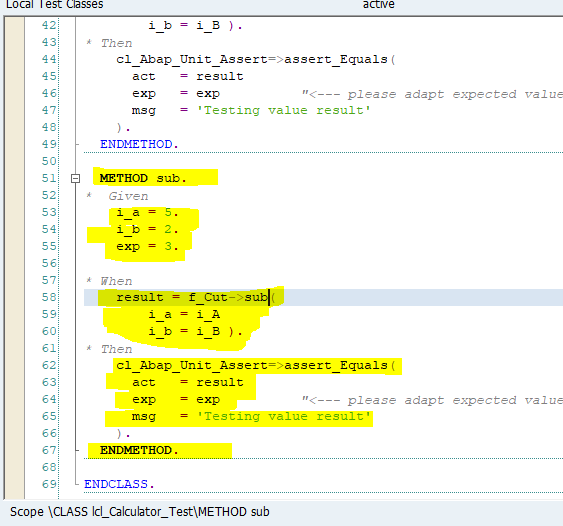 Local Test Classes active
42 i_b = i_B ).
43 * Then
44 cl_Abap_Unit_Assert=>assert_Equals(
45 act = result
46 exp = exp "<--- please adapt expected value
47 msg = 'Testing value result'
48 ).
49 ENDMETHOD.
50
51 METHOD sub.
52 * Given
53 i_a = 5.
54 i_b = 2.
55 exp = 3.
56
57 * When
58 result = f_Cut->sub(
59 i_a = i_A
60 i_b = i_B ).
61 * Then
62 cl_Abap_Unit_Assert=>assert_Equals(
63 act = result
64 exp = exp "<--- please adapt expected value
65 msg = 'Testing value result'
66 ).
67 ENDMETHOD.
68
69 ENDCLASS.
Scope \CLASS lcl_Calculator_Test\METHOD sub